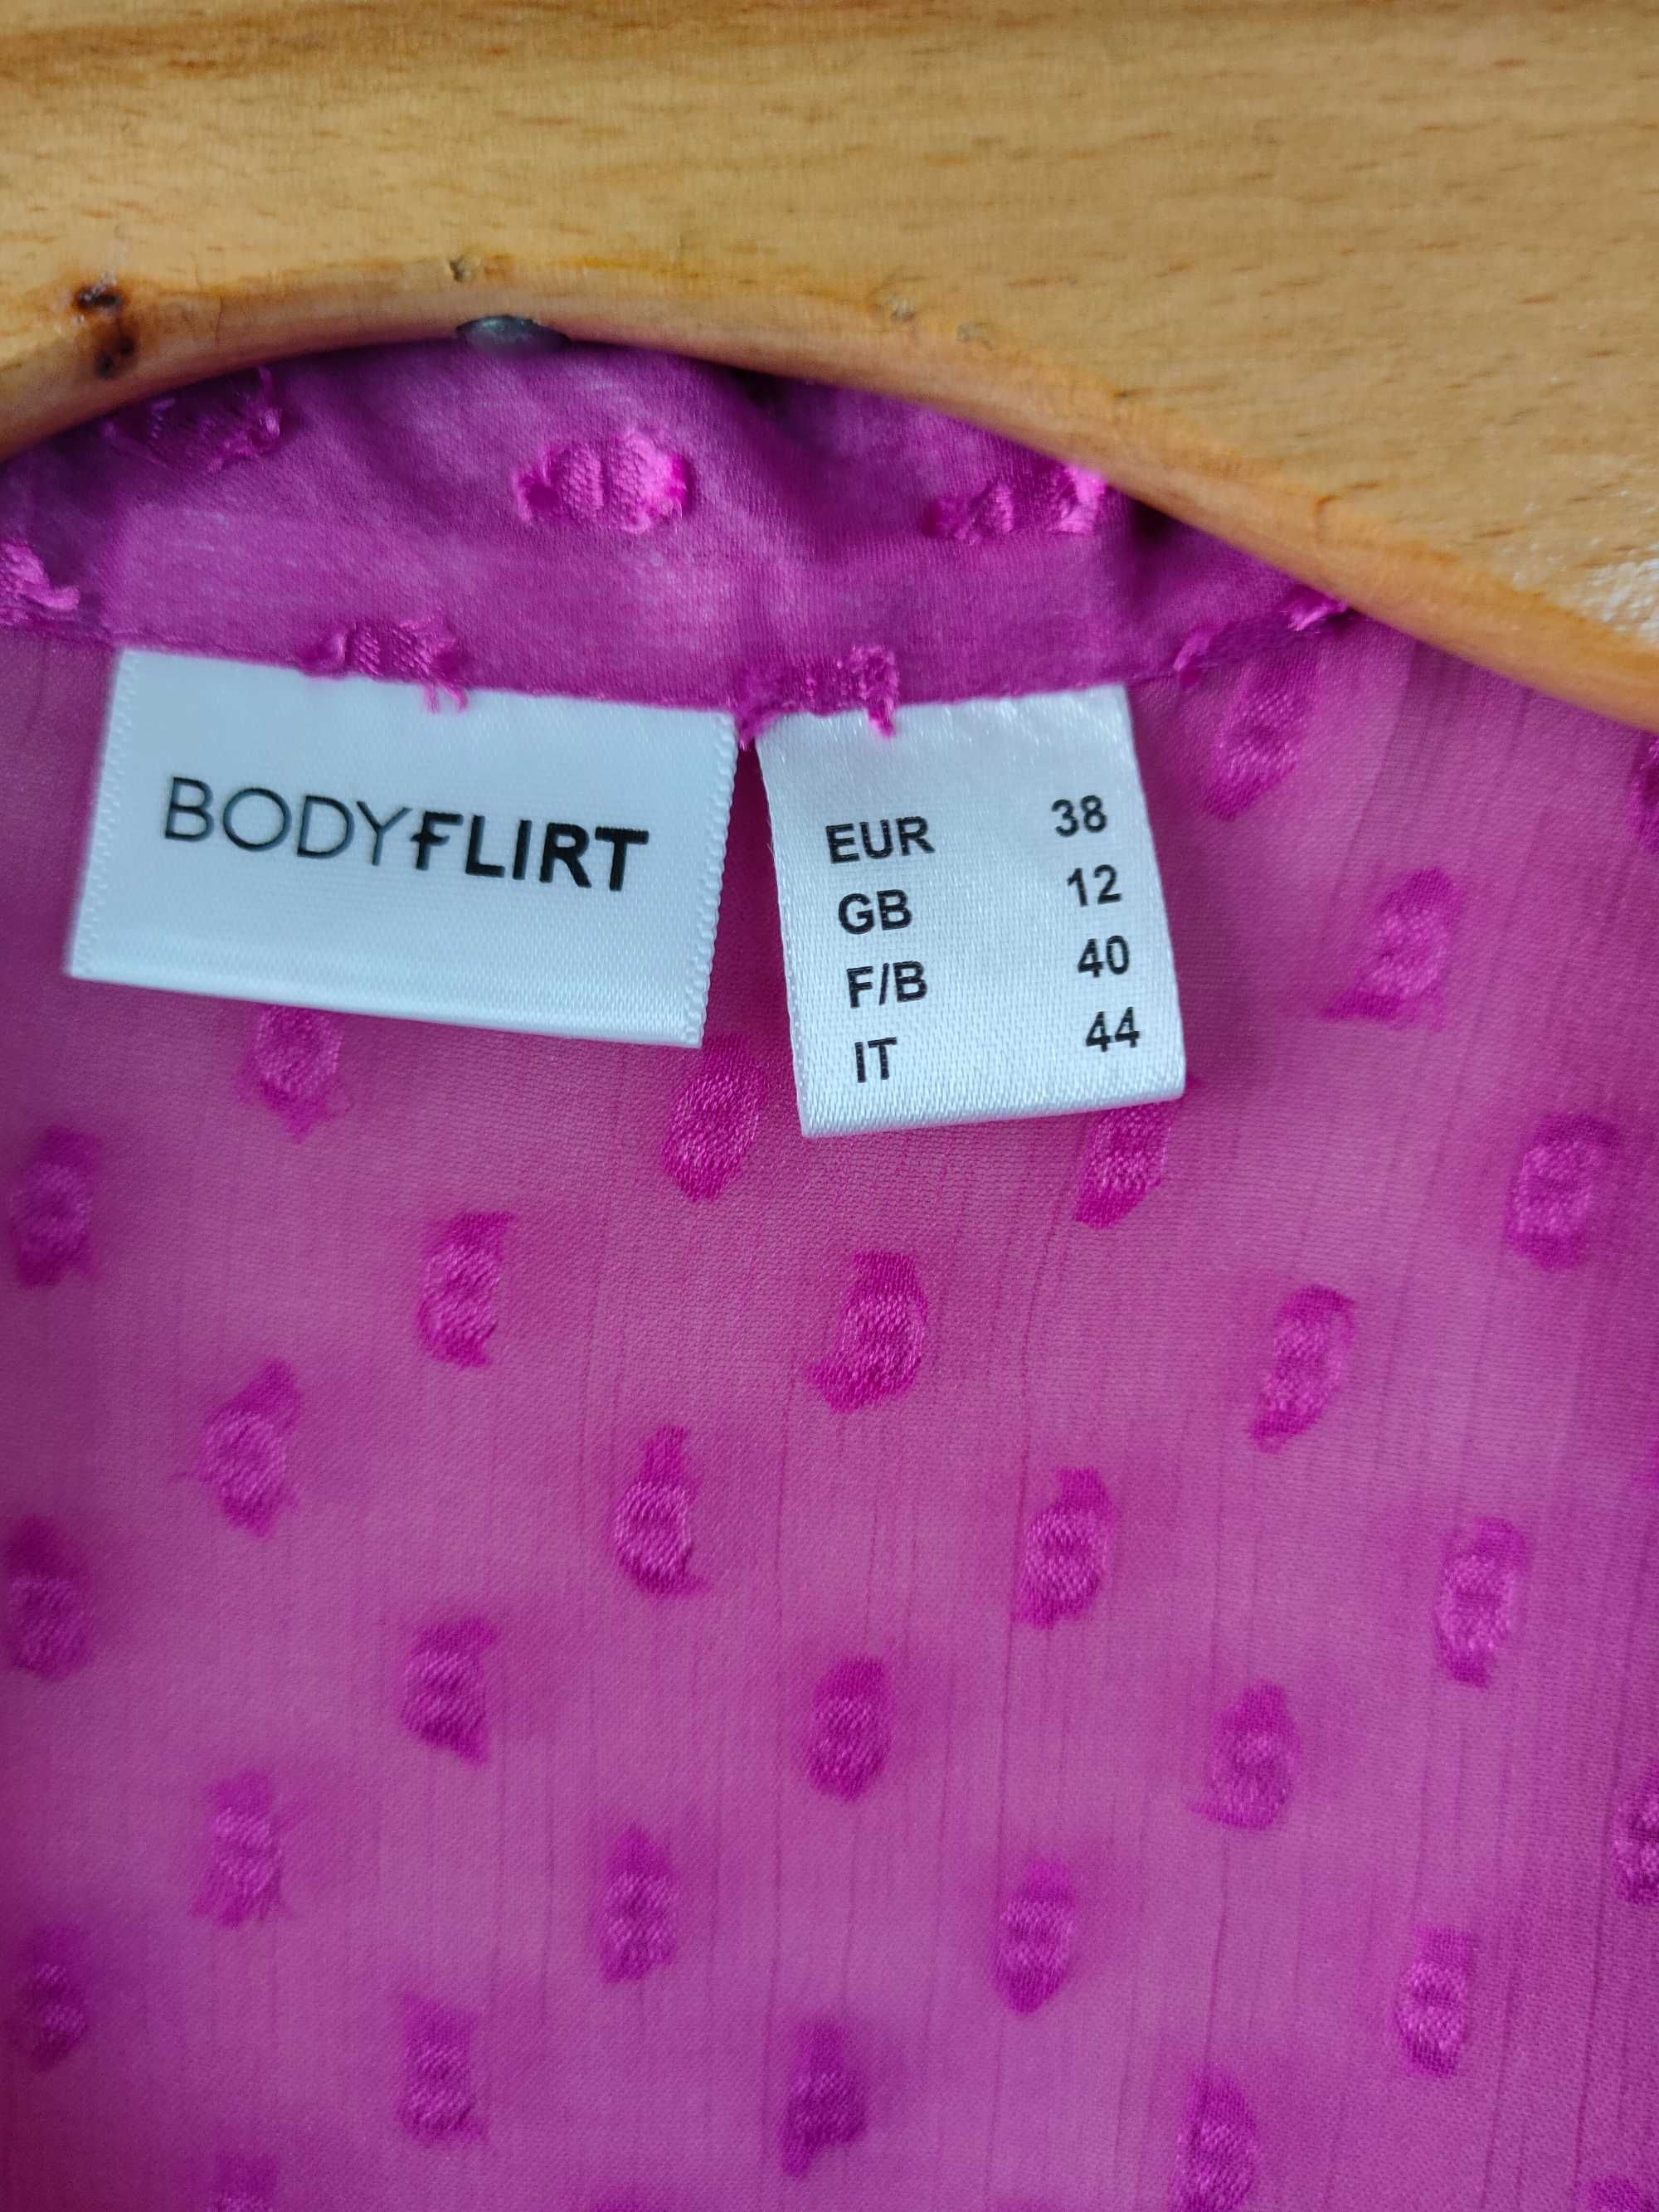 BODYFLIRT
EUR 38
GB 12
F/B 40
IT 44